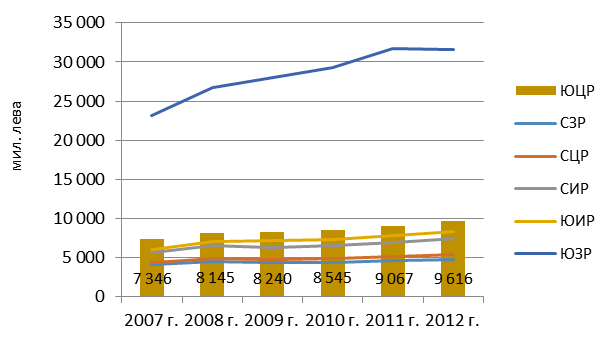 35 000
30 000
25 000
20 000
15 000
10 000
5 000
0
мил. лева
7 346 8 145 8 240 8 545 9 067 9 616
2007 г. 2008 г. 2009 г. 2010 г. 2011 г. 2012 г.
ЮЦР
СЗР
СЦР
СИР
ЮИР
ЮЗР